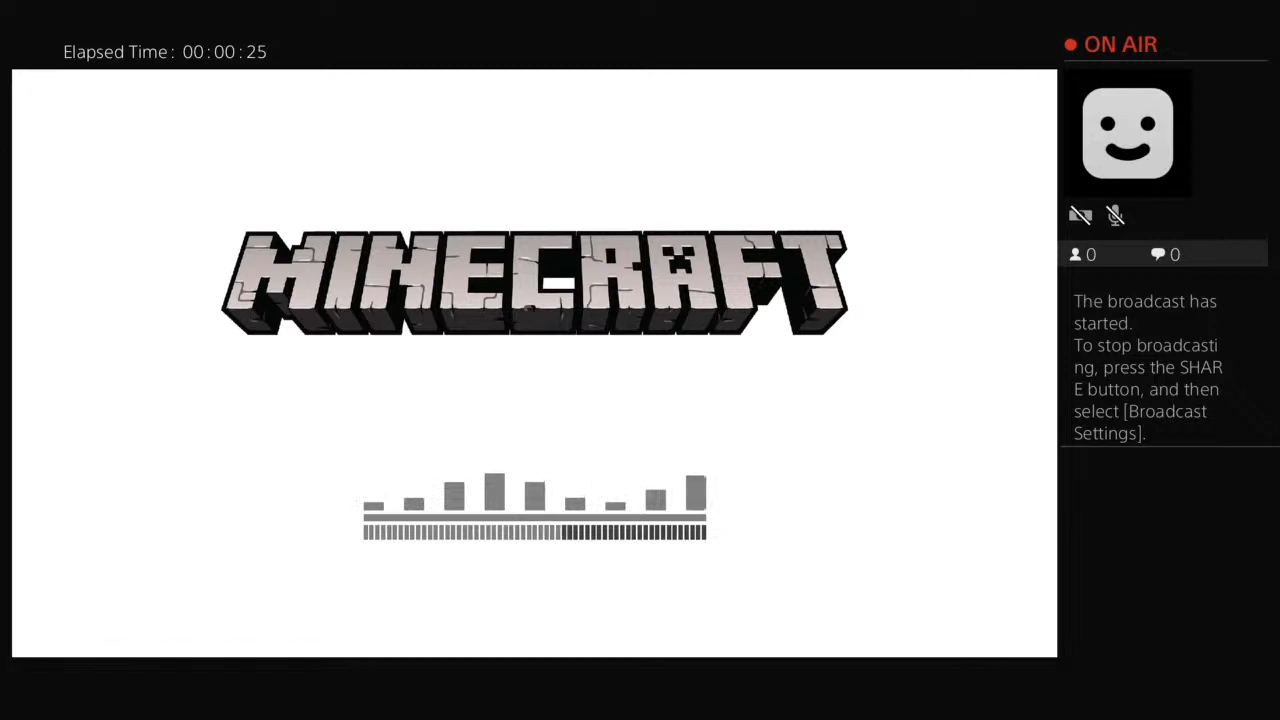 Elapsed Time: 00:00:25
ON AIR
MINECRAFT
0
0
The broadcast has
started.
To stop broadcasti
ng, press the SHAR
E button, and then
select [Broadcast
Settings].